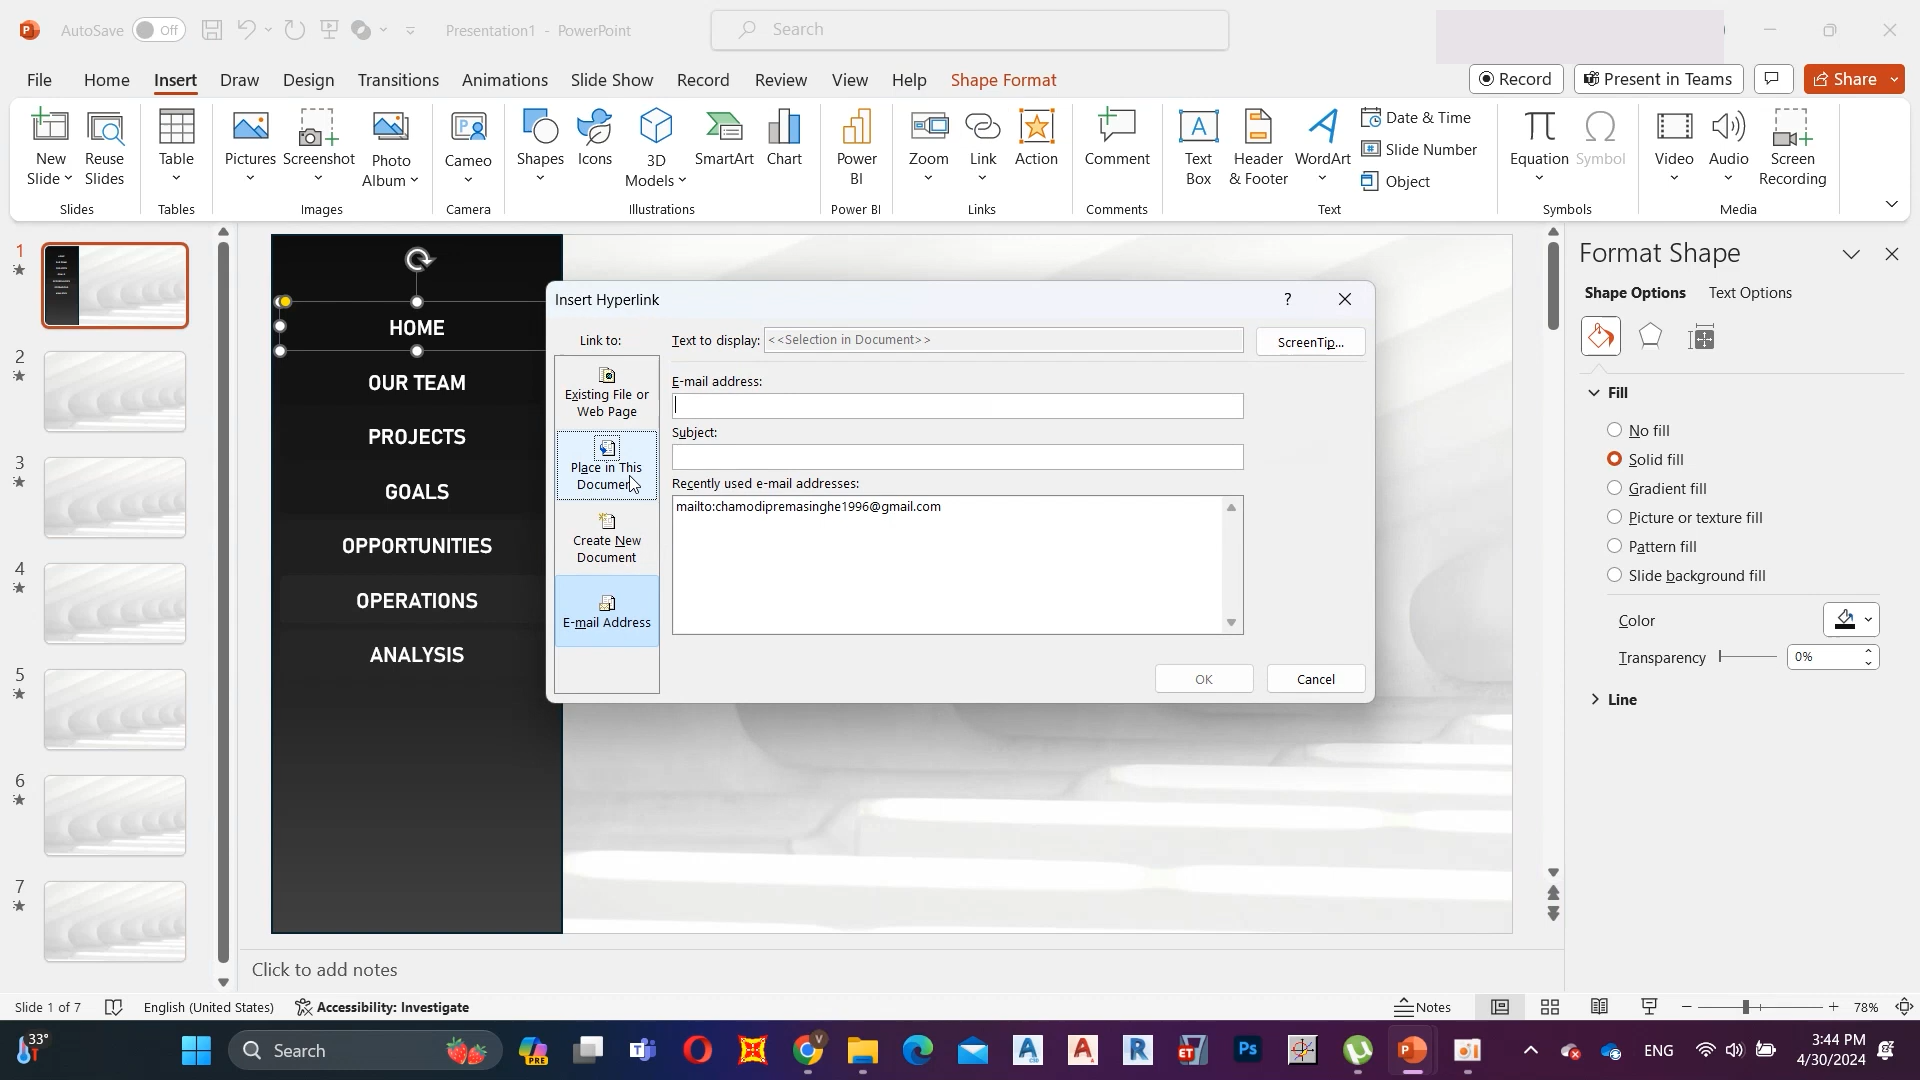 AutoSave
Off
Presentation1 - PowerPoint
Search
File
Home
Insert
Draw
Design
Transitions
Animations
Slide Show
Record
Review
View
Help
Shape Format
Record
Present in Teams
Share
New
Slide
Reuse
Slides
Slides
Table
Tables
Pictures
Screenshot
Photo
Album
Images
Cameo
Camera
Shapes
Icons
3D
Models
SmartArt
Chart
Illustrations
Power
BI
Power BI
Zoom
Link
Action
Links
Comment
Comments
Text
Box
Header
& Footer
WordArt
Date & Time
Slide Number
Object
Text
Equation
Symbol
Symbols
Video
Audio
Screen
Recording
Media
1
2
3
4
5
6
7
HOME
OUR TEAM
PROJECTS
GOALS
OPPORTUNITIES
OPERATIONS
ANALYSIS
Insert Hyperlink
?
Link to:
Text to display:
<<Selection in Document>>
ScreenTip...
Existing File or
Web Page
Place in This
Document
Create New
Document
E-mail Address
E-mail address:
Subject:
Recently used e-mail addresses:
mailto:chamodipremasinghe1996@gmail.com
OK
Cancel
Format Shape
Shape Options
Text Options
Fill
No fill
Solid fill
Gradient fill
Picture or texture fill
Pattern fill
Slide background fill
Color
Transparency
0%
Line
Click to add notes
Slide 1 of 7
English (United States)
Accessibility: Investigate
Notes
78%
33°
Search
PRE
ET
Ps
ENG
3:44 PM
4/30/2024